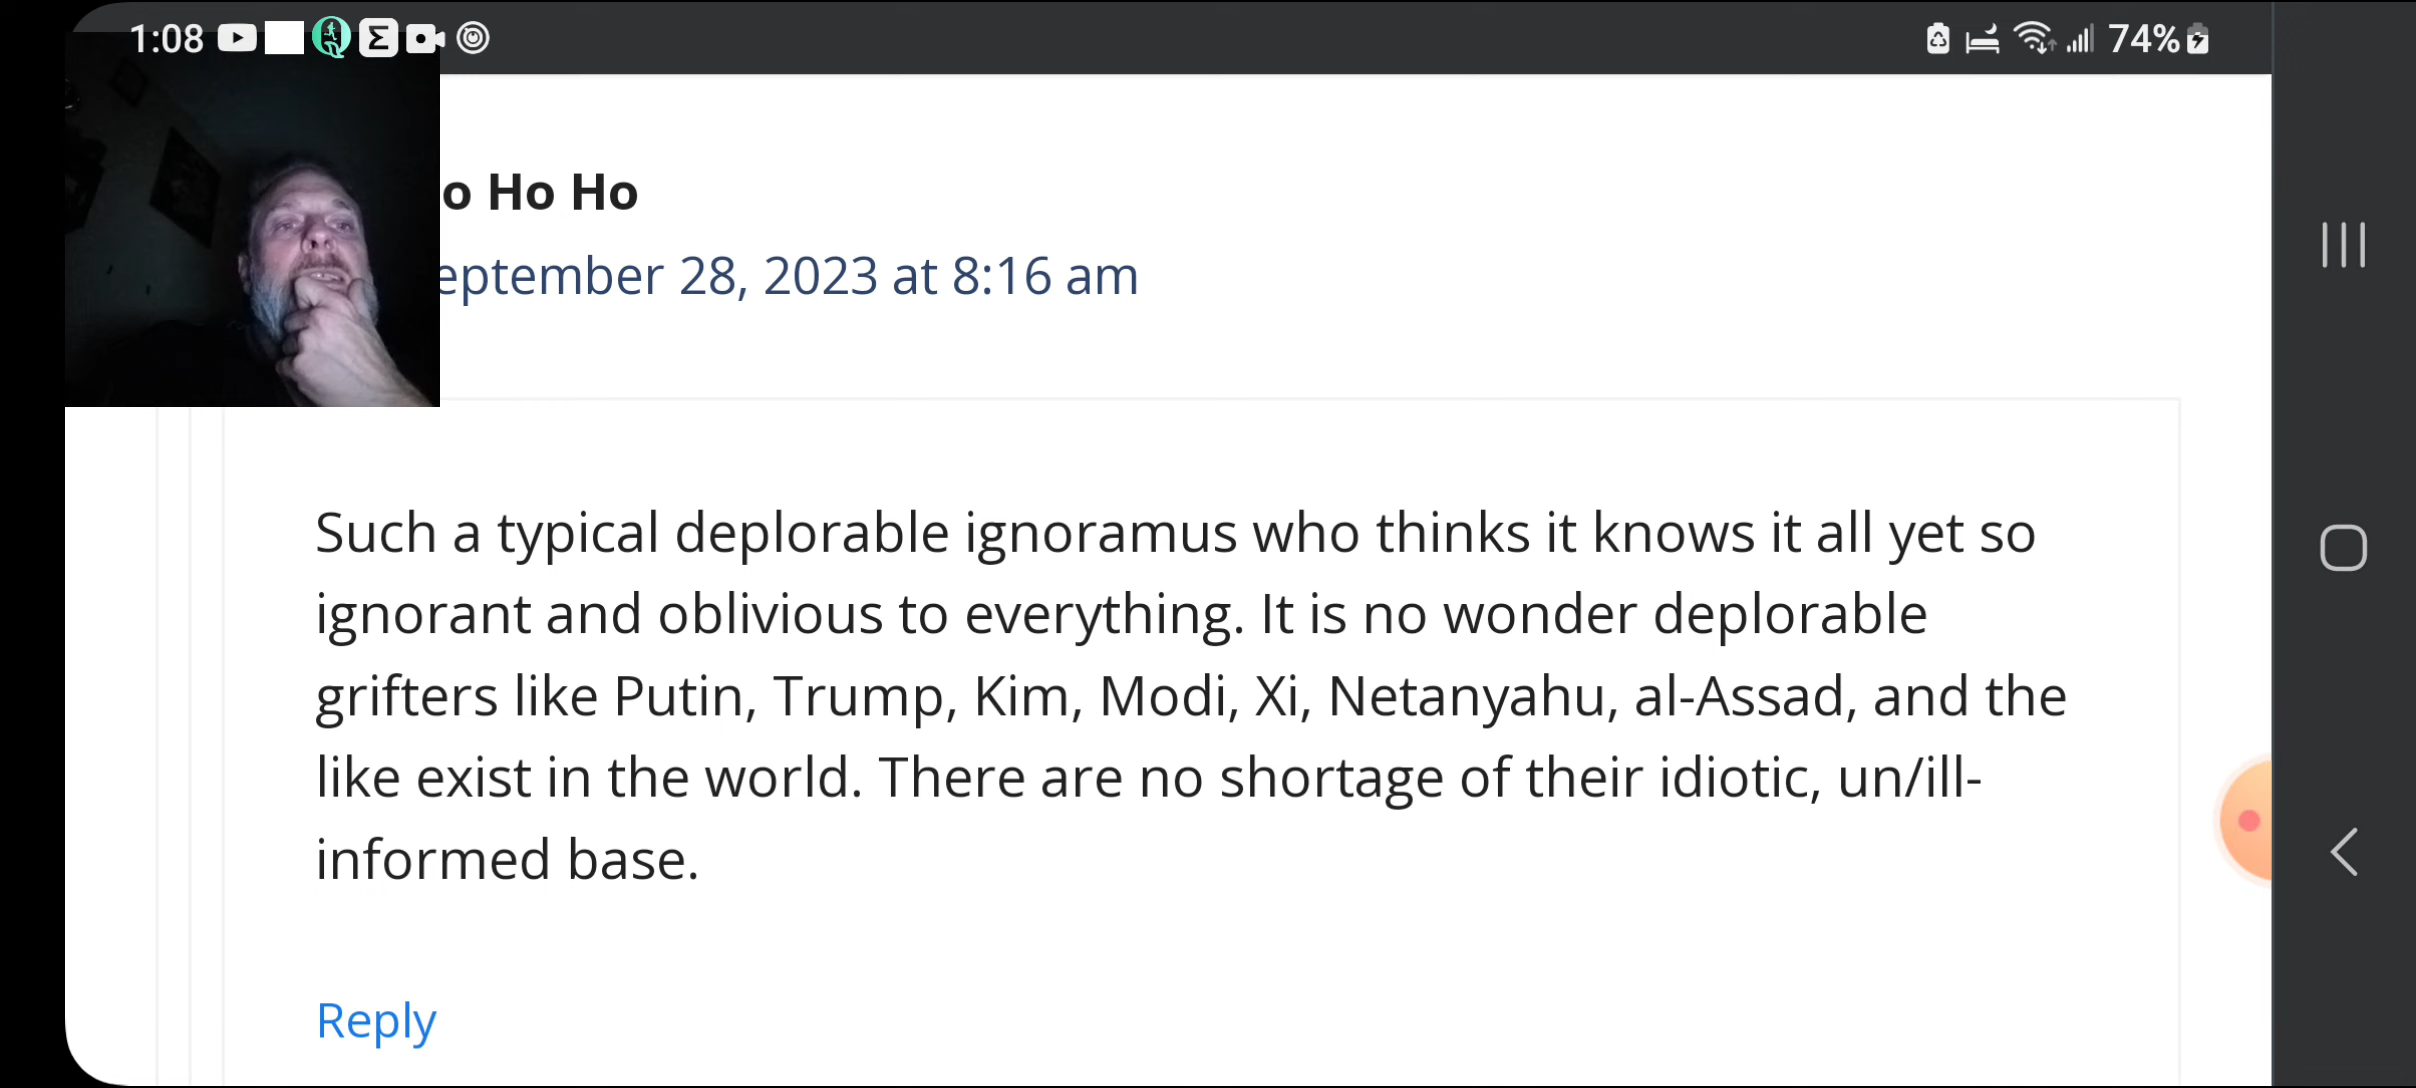 1:08 74%
o Ho Ho
eptember 28, 2023 at 8:16 am
Such a typical deplorable ignoramus who thinks it knows it all yet so
ignorant and oblivious to everything. It is no wonder deplorable
grifters like Putin, Trump, Kim, Modi, Xi, Netanyahu, al-Assad, and the
like exist in the world. There are no shortage of their idiotic, un/ill-
informed base.
Reply